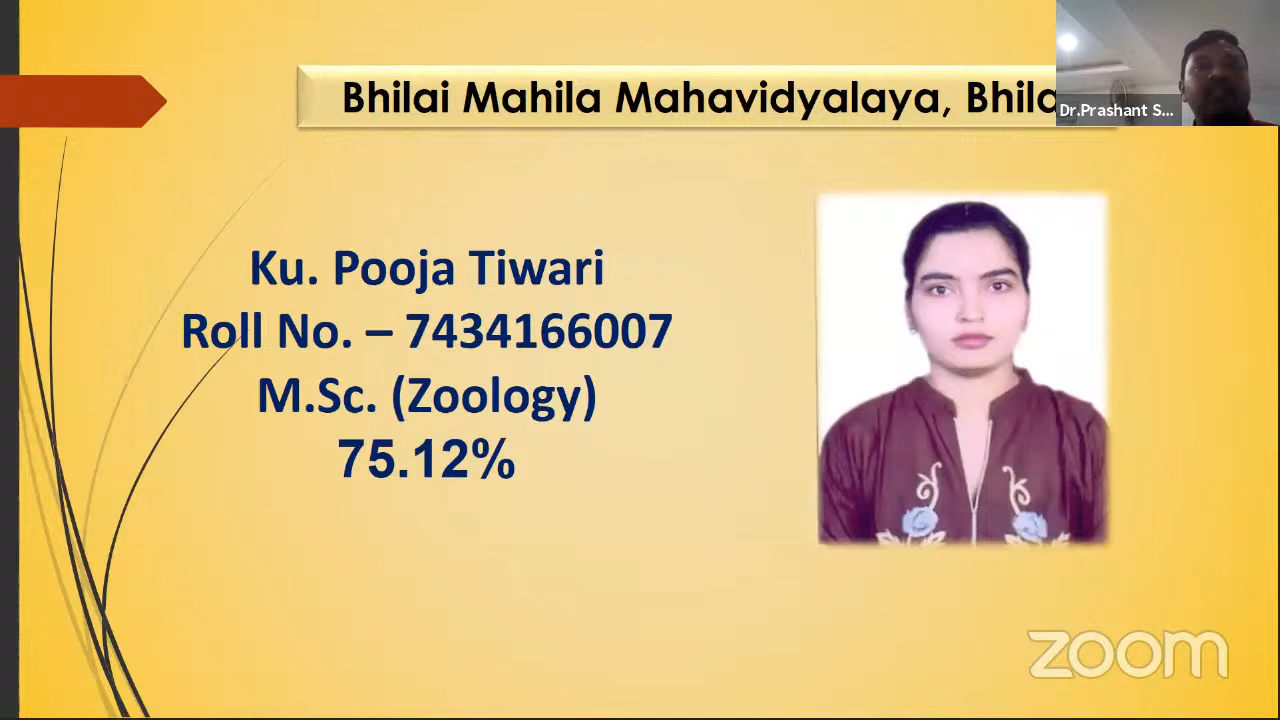 Bhilai Mahila Mahavidyalaya, Bhila
Dr.Prashant S...
Ku. Pooja Tiwari
Roll No. – 7434166007
M.Sc. (Zoology)
75.12%
zoom